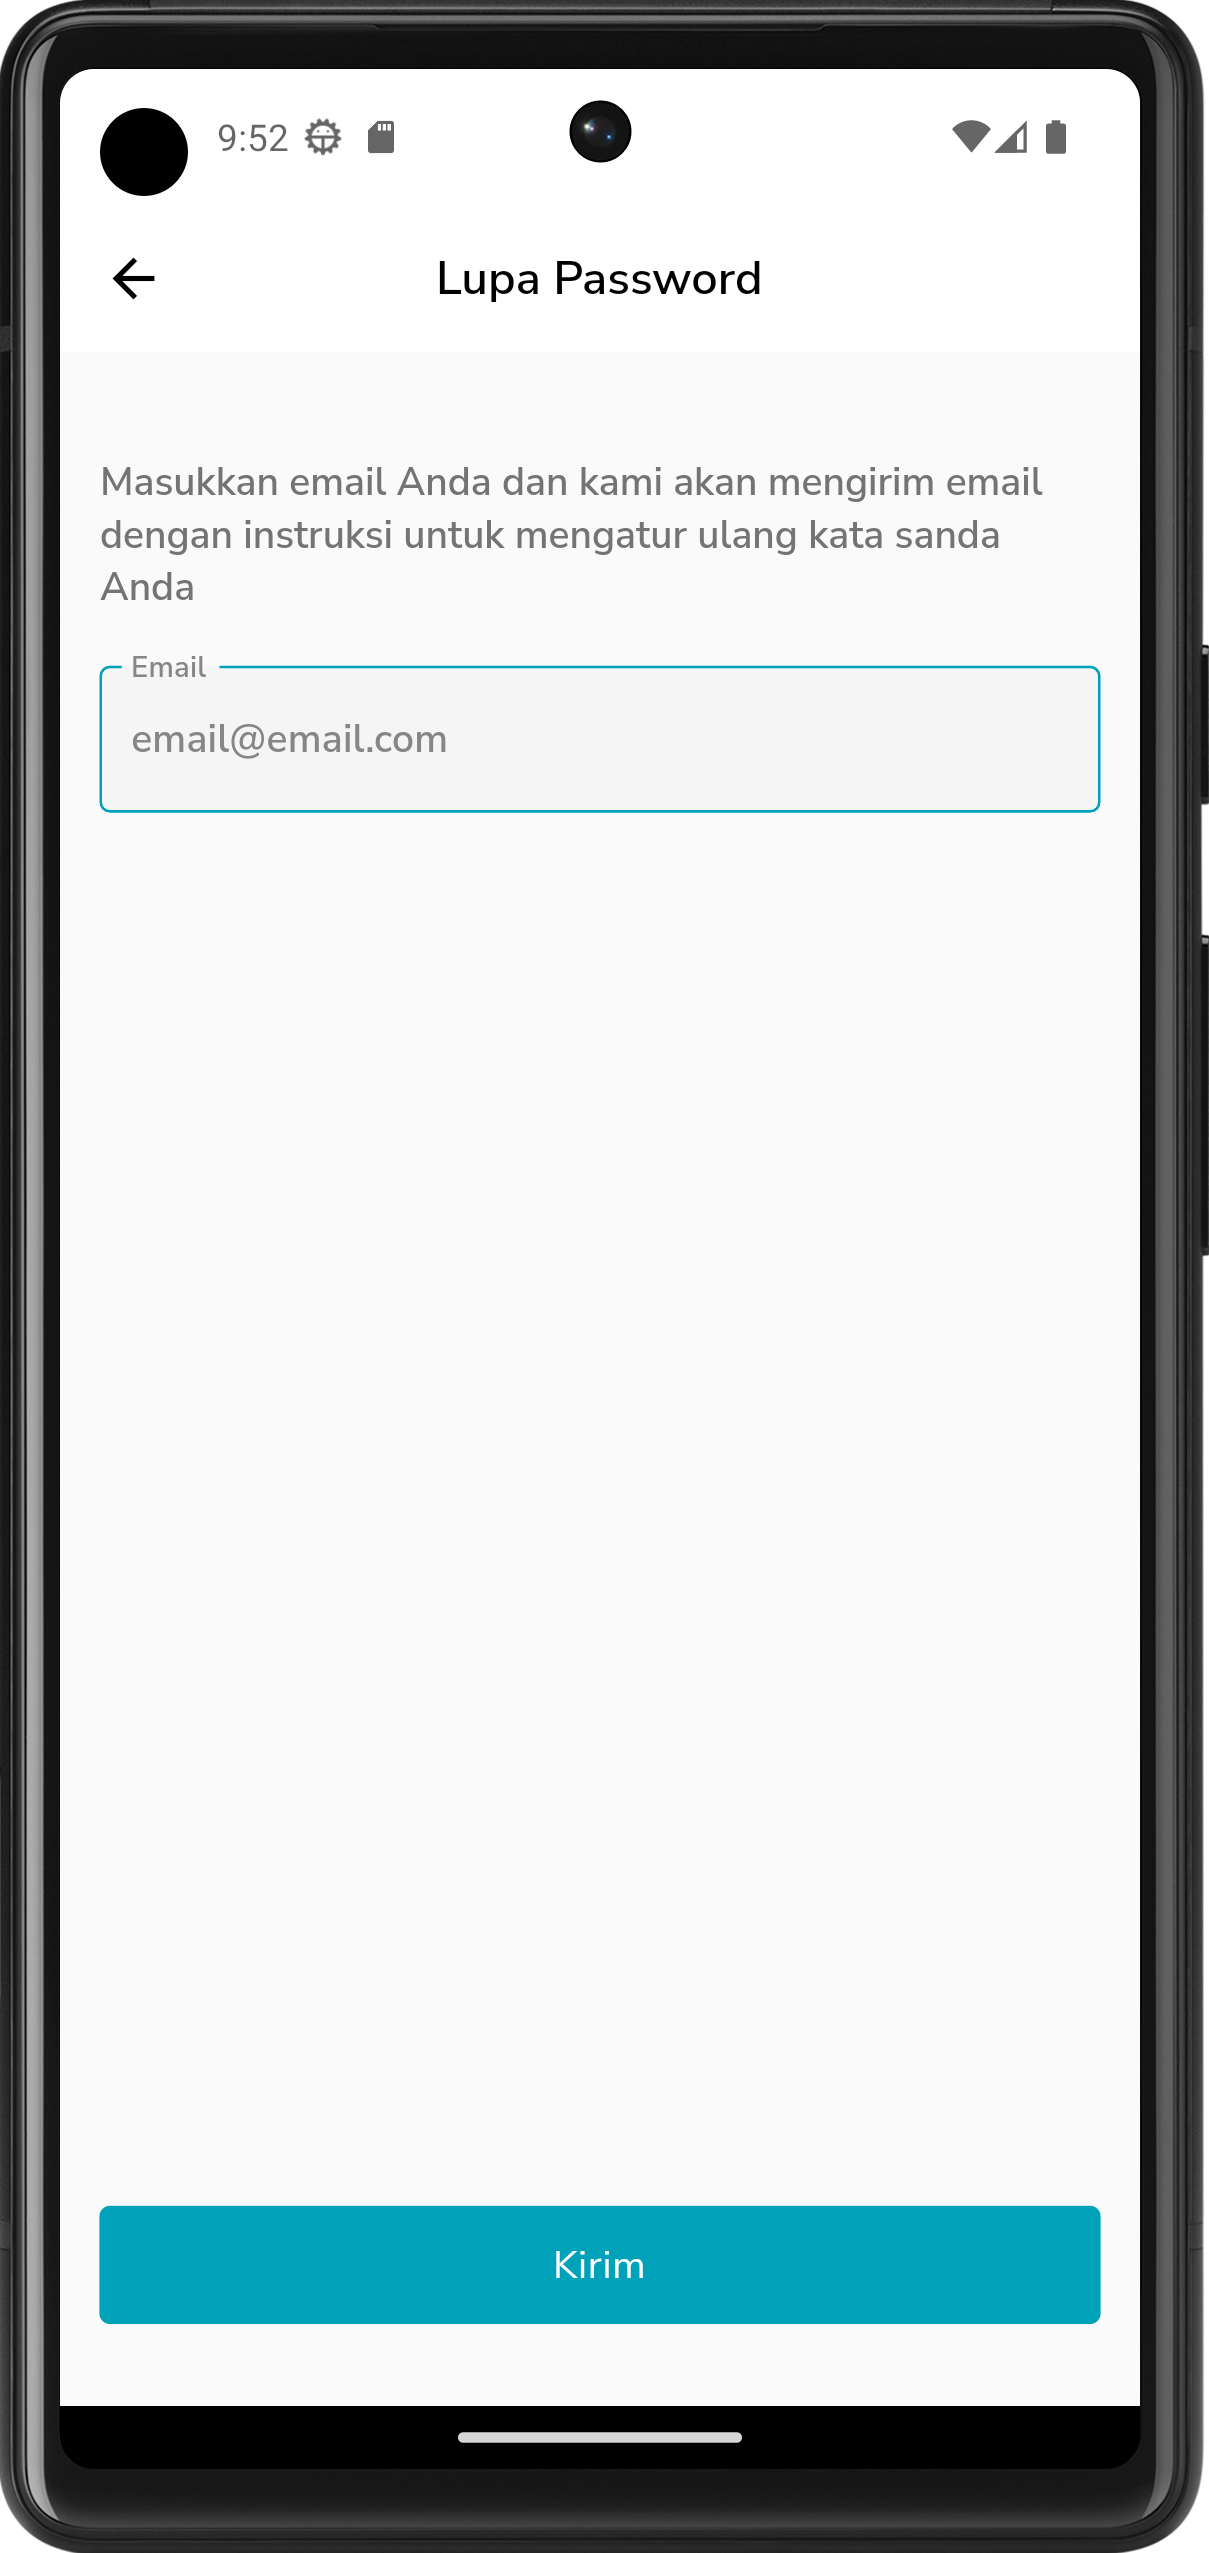 9:52
Lupa Password
Masukkan email Anda dan kami akan mengirim email
dengan instruksi untuk mengatur ulang kata sanda
Anda
Email
email@email.com
Kirim